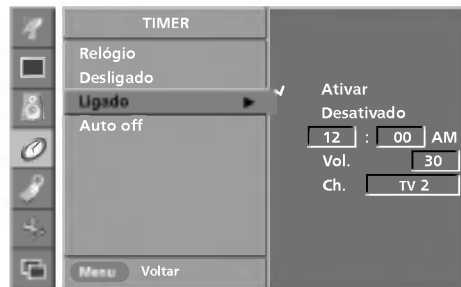 TIMER
Relógio
Desligado
Ligado
Auto off
Ativar
Desativado
12 : 00 AM
Vol. 30
Ch. TV 2
Menu Voltar